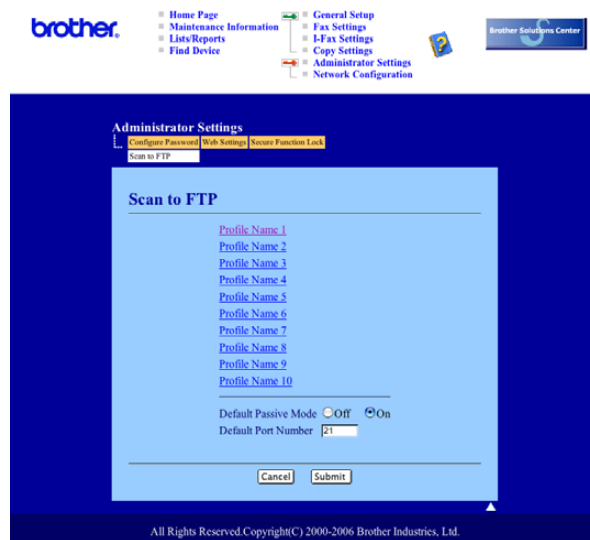 brother.
Home Page
Maintenance Information
Lists/Reports
Find Device
General Setup
Fax Settings
I-Fax Settings
Copy Settings
Administrator Settings
Network Configuration
?
Brother Solutions Center
Administrator Settings
Configure Password Web Settings Secure Function Lock
Scan to FTP
Scan to FTP
Profile Name 1
Profile Name 2
Profile Name 3
Profile Name 4
Profile Name 5
Profile Name 6
Profile Name 7
Profile Name 8
Profile Name 9
Profile Name 10
Default Passive Mode Off On
Default Port Number 21
Cancel Submit
All Rights Reserved.Copyright(C) 2000-2006 Brother Industries, Ltd.